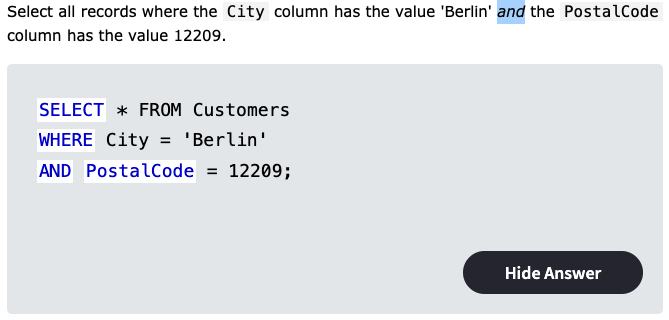 Select all records where the City column has the value 'Berlin' and the PostalCode
column has the value 12209.
SELECT * FROM Customers
WHERE City = 'Berlin'
AND PostalCode = 12209;
Hide Answer